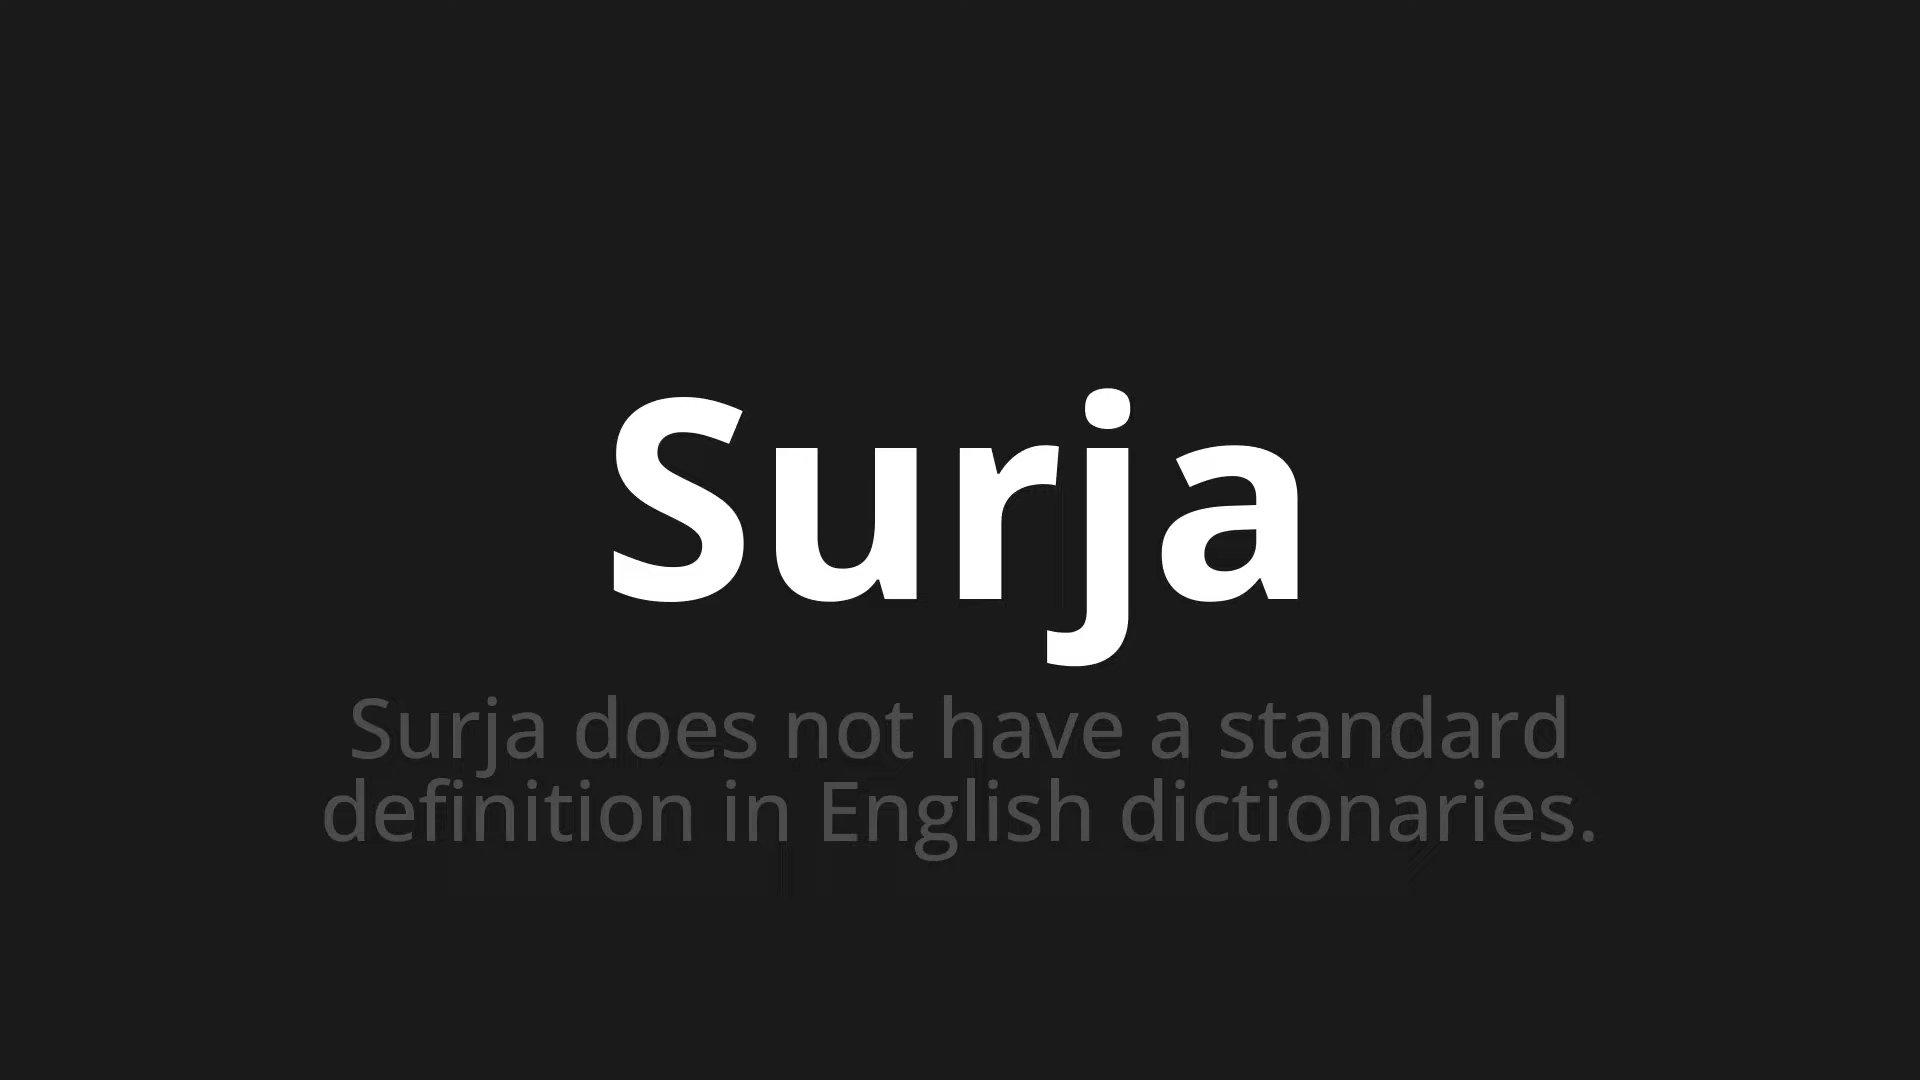 Surja
Surja does not have a standard
definition in English dictionaries.